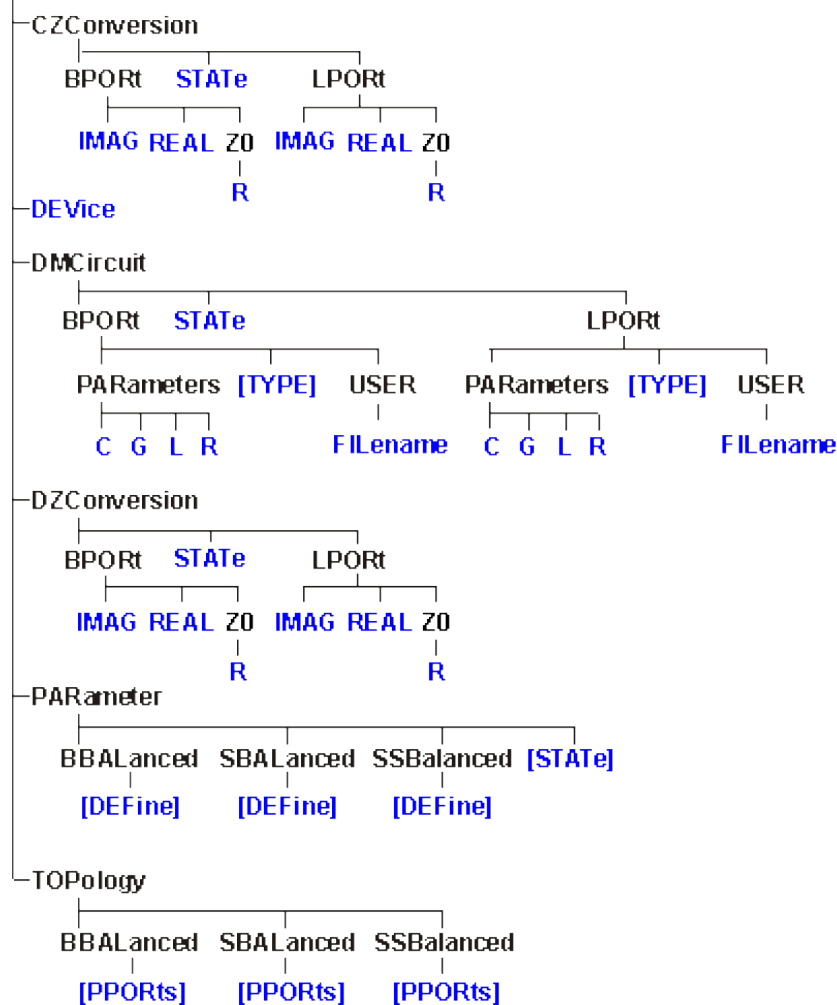 CZConversion
BPORt STATe LPORt
IMAG REAL Z0 IMAG REAL Z0
R R
DEVice
DMCircuit
BPORt STATe LPORt
PARameters [TYPE] USER PARameters [TYPE] USER
C G L R FILename C G L R FILename
DZConversion
BPORt STATe LPORt
IMAG REAL Z0 IMAG REAL Z0
R R
PARameter
BBALanced SBALanced SSBalanced [STATe]
[DEFine] [DEFine] [DEFine]
TOPology
BBALanced SBALanced SSBalanced
[PPORts] [PPORts] [PPORts]